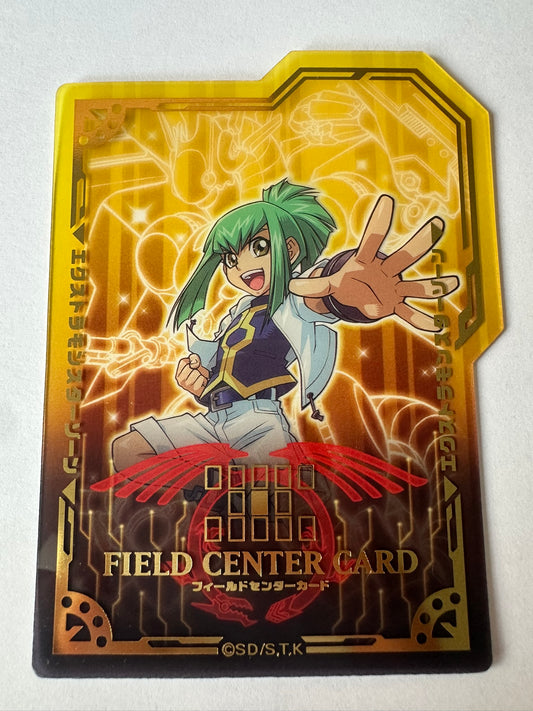 エクストラモンスターゾーン
エクストラモンスターゾーン
FIELD CENTER CARD
フィールドセンターカード
©SD/S,T,K